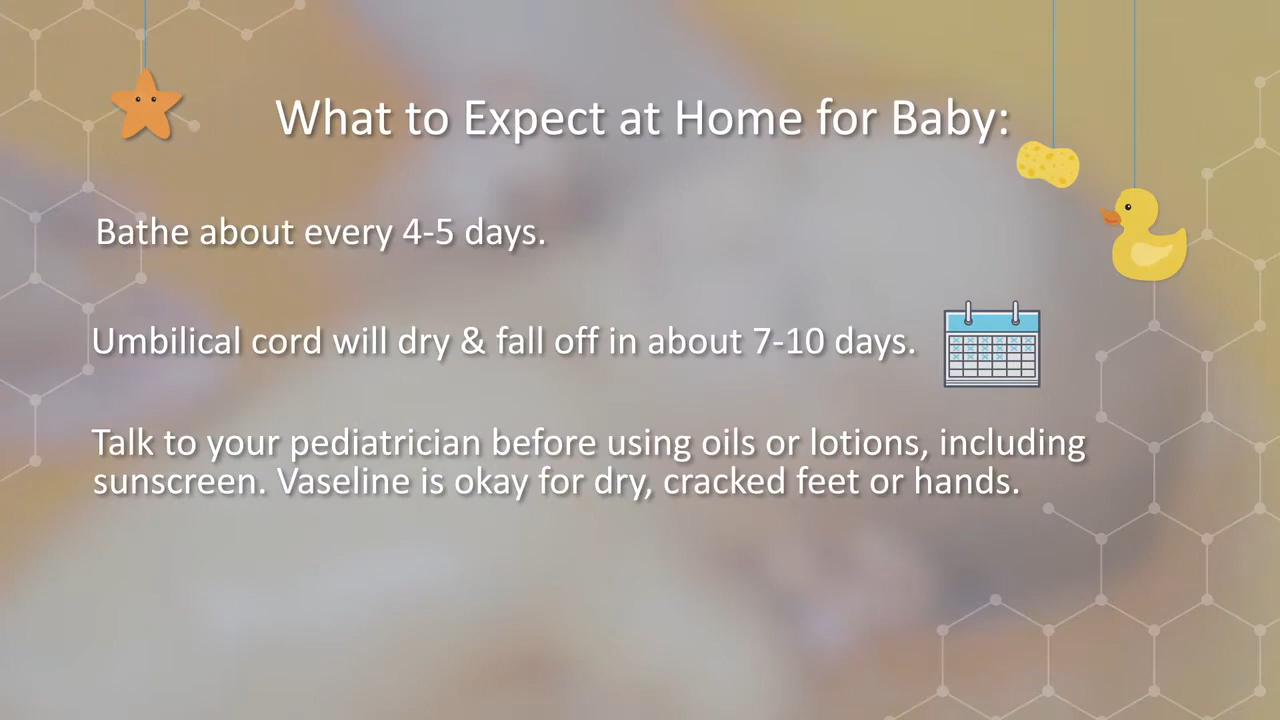 What to Expect at Home for Baby:
Bathe about every 4-5 days.
Umbilical cord will dry & fall off in about 7-10 days.
Talk to your pediatrician before using oils or lotions, including
sunscreen. Vaseline is okay for dry, cracked feet or hands.